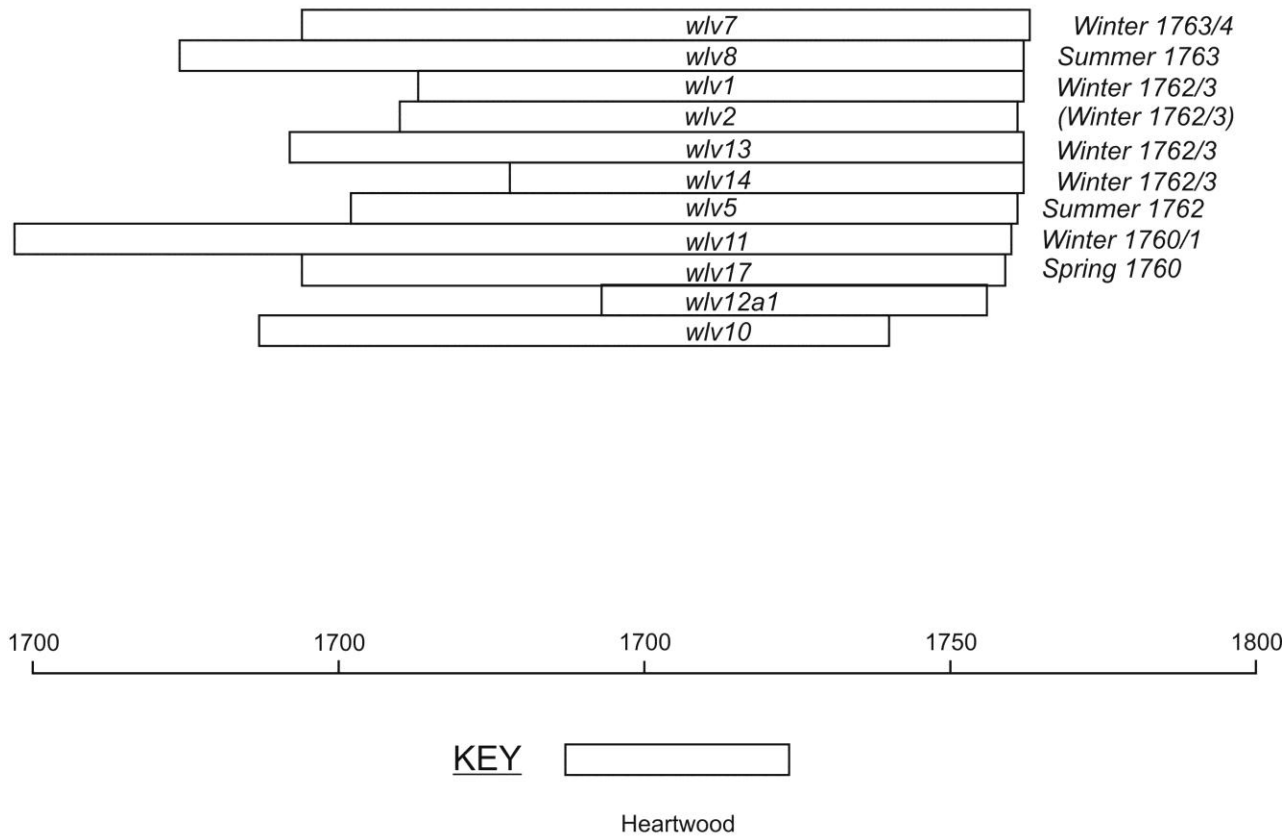 wlv7 Winter 1763/4
wlv8 Summer 1763
wlv1 Winter 1762/3
wlv2 (Winter 1762/3)
wlv13 Winter 1762/3
wlv14 Winter 1762/3
wlv5 Summer 1762
wlv11 Winter 1760/1
wlv17 Spring 1760
wlv12a1
wlv10
1700 1700 1700 1750 1800
KEY
Heartwood